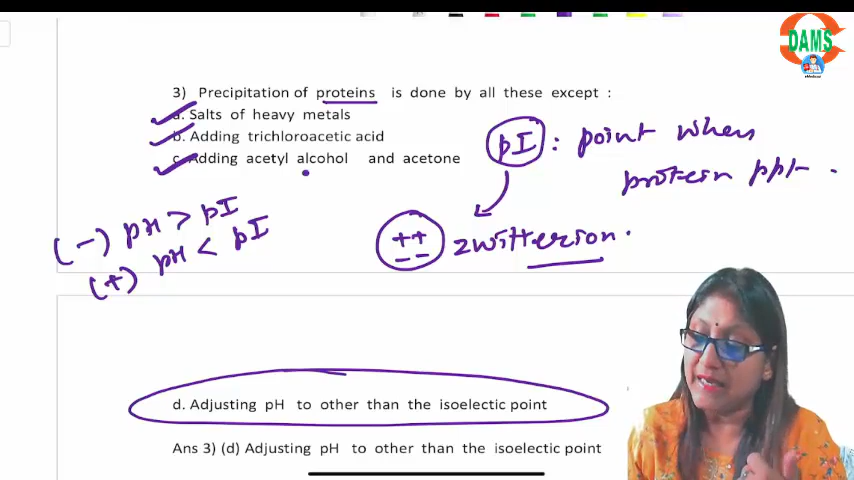 DAMS
eMedicoz
3) Precipitation of proteins is done by all these except :
a. Salts of heavy metals
b. Adding trichloroacetic acid
c. Adding acetyl alcohol and acetone
pI : point when
protein ppt.
++
-- zwitterion.
(-) pH > pI
(+) pH < pI
d. Adjusting pH to other than the isoelectic point
Ans 3) (d) Adjusting pH to other than the isoelectic point